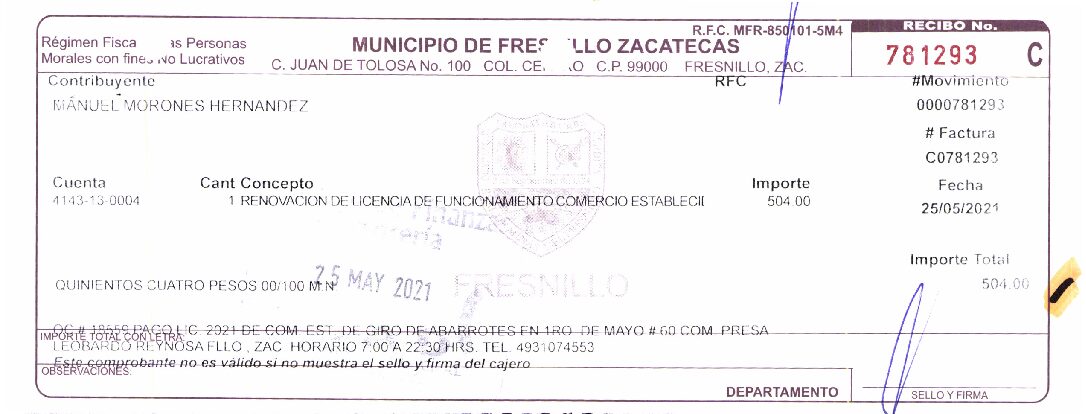 R.F.C. MFR-850101-5M4
RECIBO No.
Régimen Fisca as Personas
Morales con fines No Lucrativos
MUNICIPIO DE FRES LLO ZACATECAS
C. JUAN DE TOLOSA No. 100 COL. CE O C.P. 99000 FRESNILLO, ZAC.
781293 C
Contribuyente
RFC
#Movimiento
MANUEL MORONES HERNANDEZ
0000781293
# Factura
C0781293
Cuenta Cant Concepto Importe
Fecha
4143-13-0004 1 RENOVACION DE LICENCIA DE FUNCIONAMIENTO COMERCIO ESTABLECI 504.00
25/05/2021
Importe Total
504.00
25 MAY 2021
FRESNILLO
QUINIENTOS CUATRO PESOS 00/100 M.N
OC # 18559 PAGO LIC. 2021 DE COM. EST. DE GIRO DE ABARROTES EN 1RO. DE MAYO # 60 COM. PRESA
IMPORTE TOTAL CON LETRA
LEOBARDO REYNOSA FLLO , ZAC. HORARIO 7:00 A 22:30 HRS. TEL. 4931074553
Este comprobante no es válido si no muestra el sello y firma del cajero
OBSERVACIONES:
DEPARTAMENTO
SELLO Y FIRMA